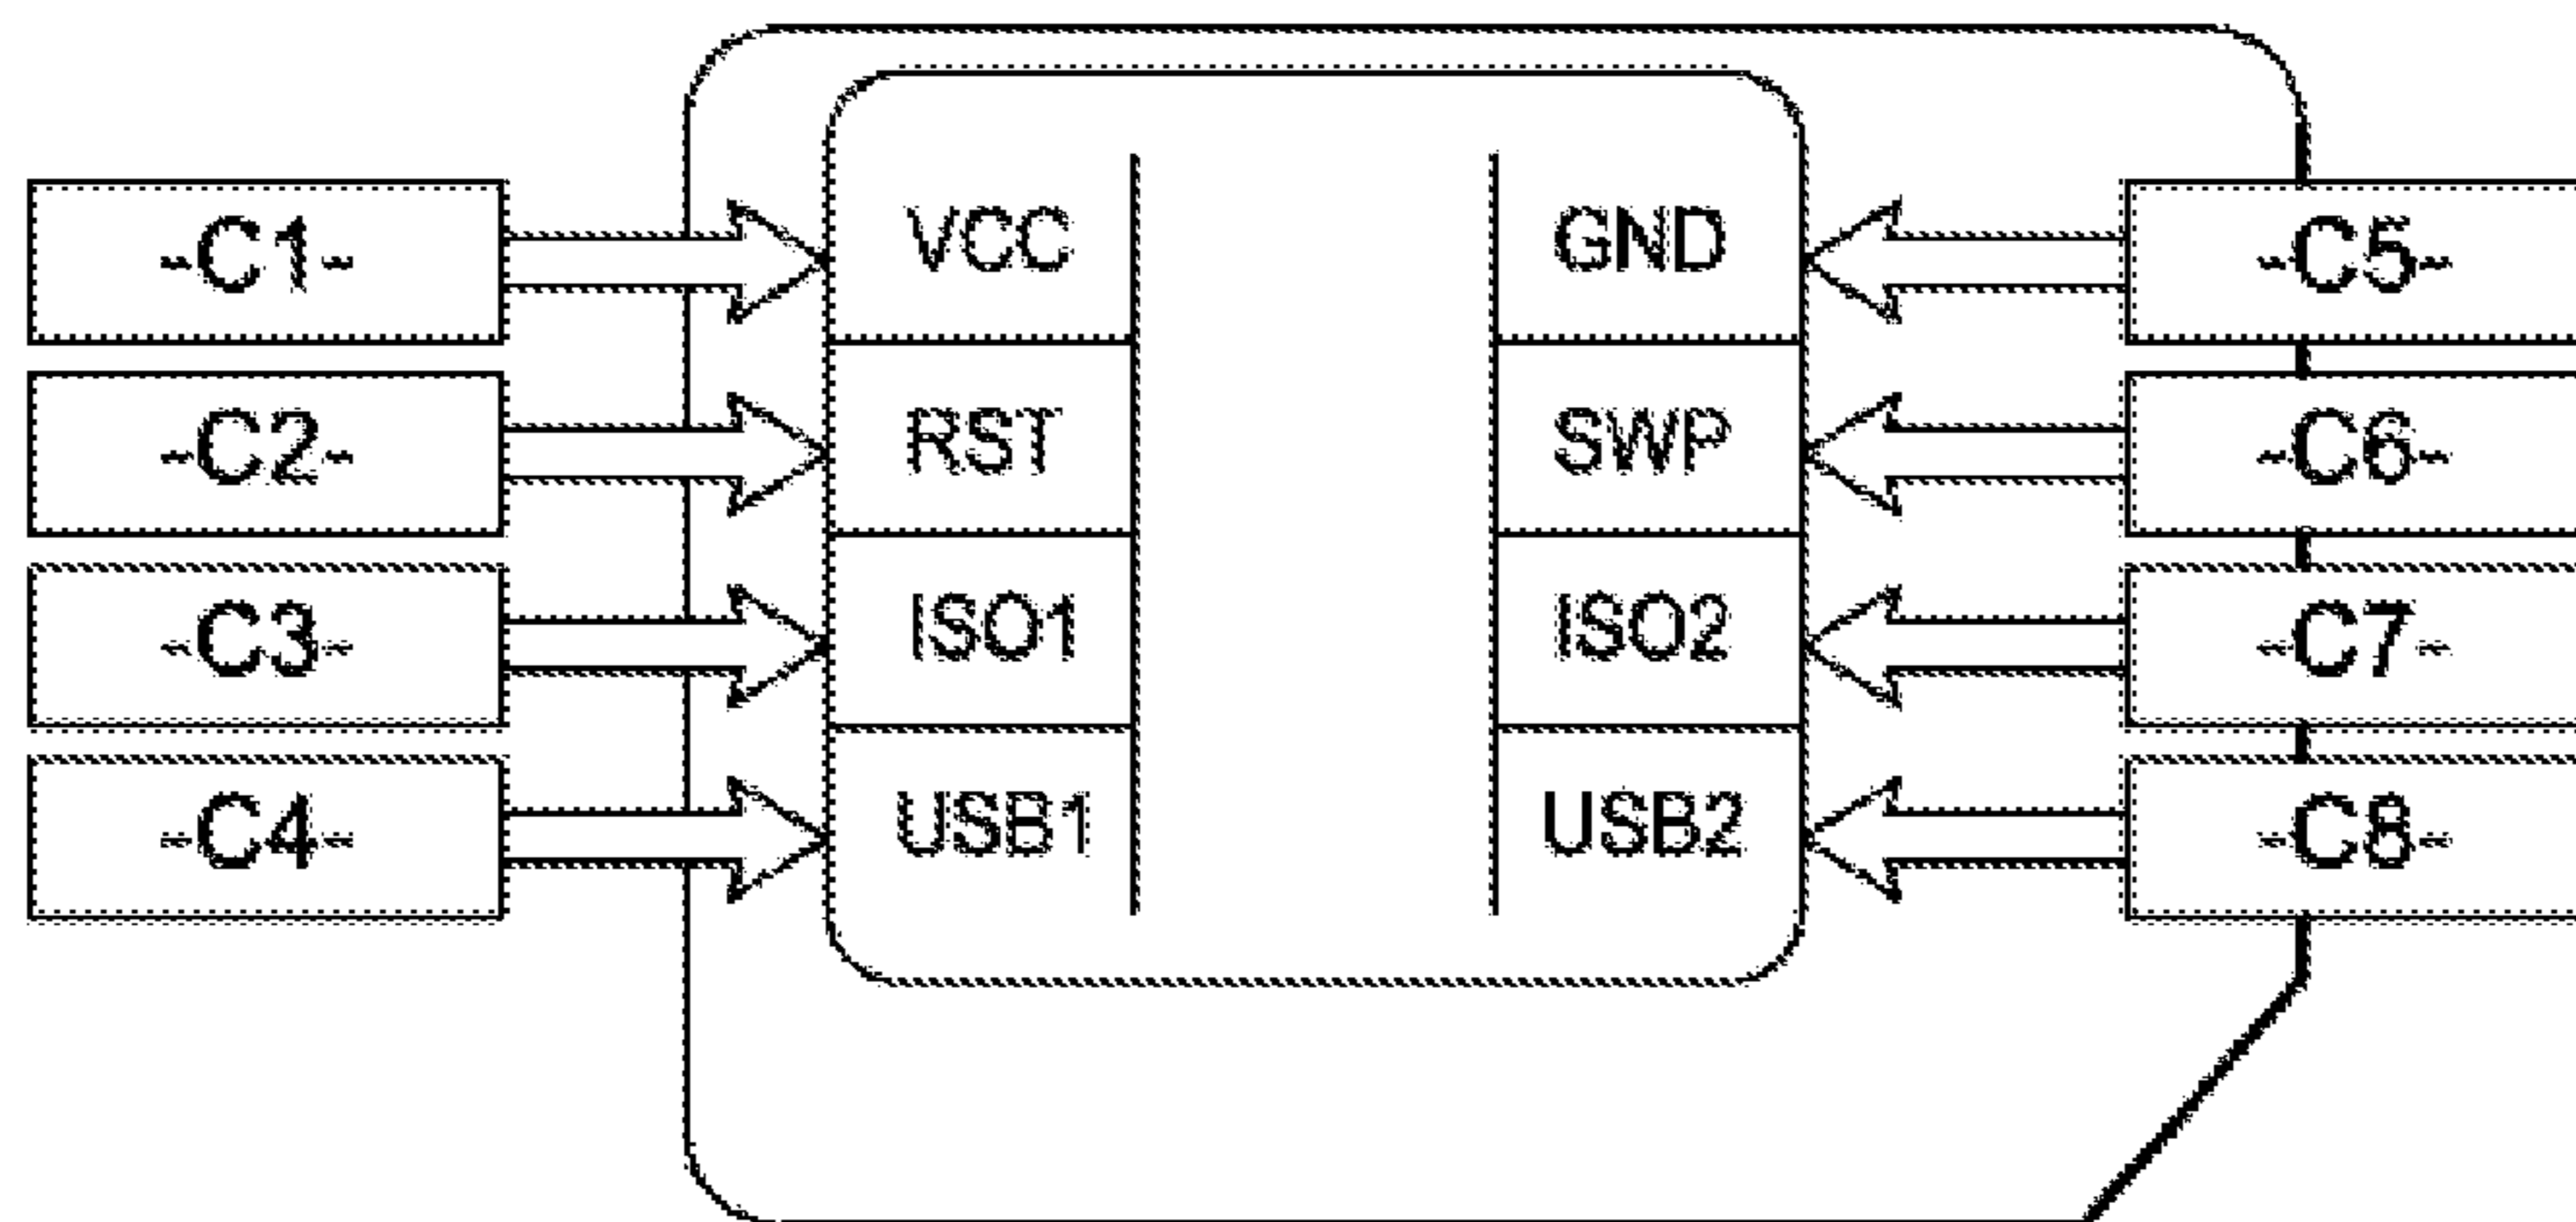 -C1- VCC GND -C5-
-C2- RST SWP -C6-
-C3- ISO1 ISO2 -C7-
-C4- USB1 USB2 -C8-